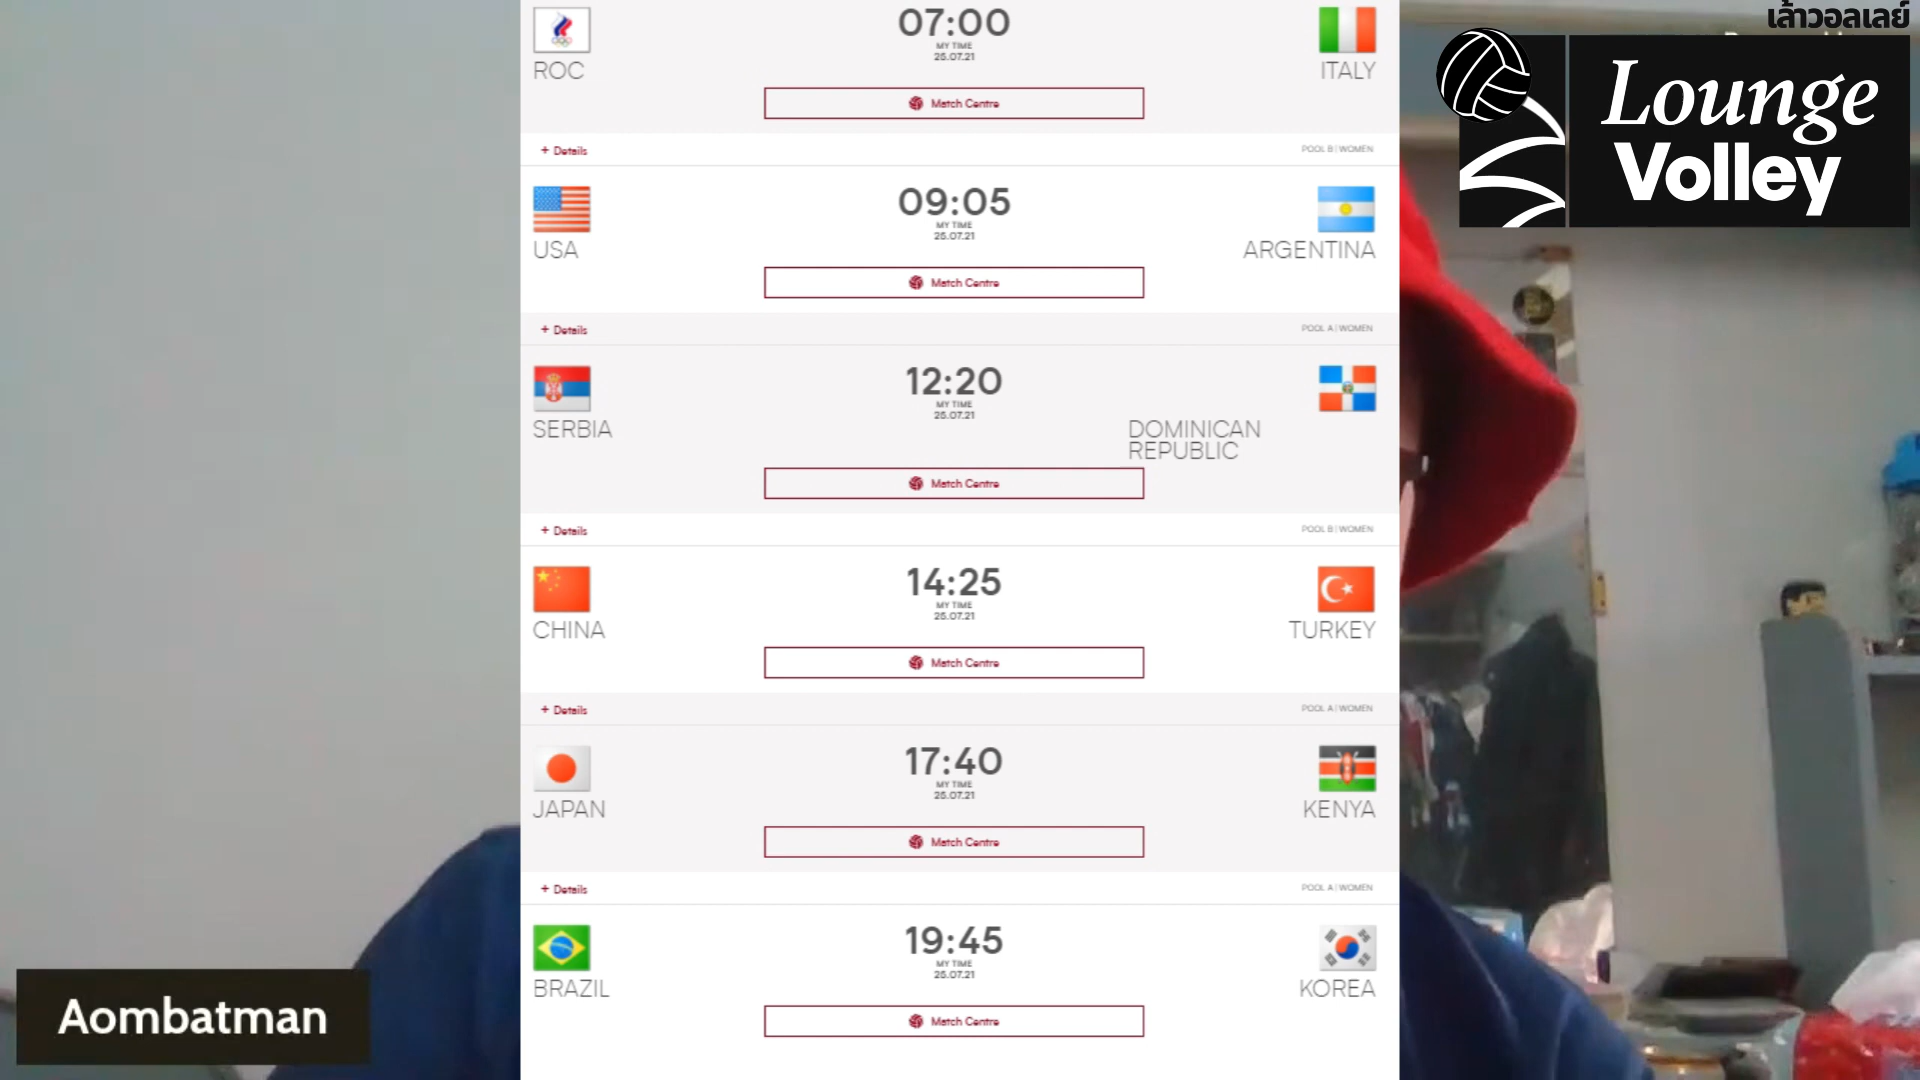 07:00
MY TIME
25.07.21
ROC
ITALY
Match Centre
+ Details
POOL B | WOMEN
09:05
MY TIME
25.07.21
USA
ARGENTINA
Match Centre
+ Details
POOL A | WOMEN
12:20
MY TIME
25.07.21
SERBIA
DOMINICAN
REPUBLIC
Match Centre
+ Details
POOL B | WOMEN
14:25
MY TIME
25.07.21
CHINA
TURKEY
Match Centre
+ Details
POOL A | WOMEN
17:40
MY TIME
25.07.21
JAPAN
KENYA
Match Centre
+ Details
POOL A | WOMEN
19:45
MY TIME
25.07.21
BRAZIL
KOREA
Match Centre
เล้าวอลเลย์
Lounge
Volley
Aombatman